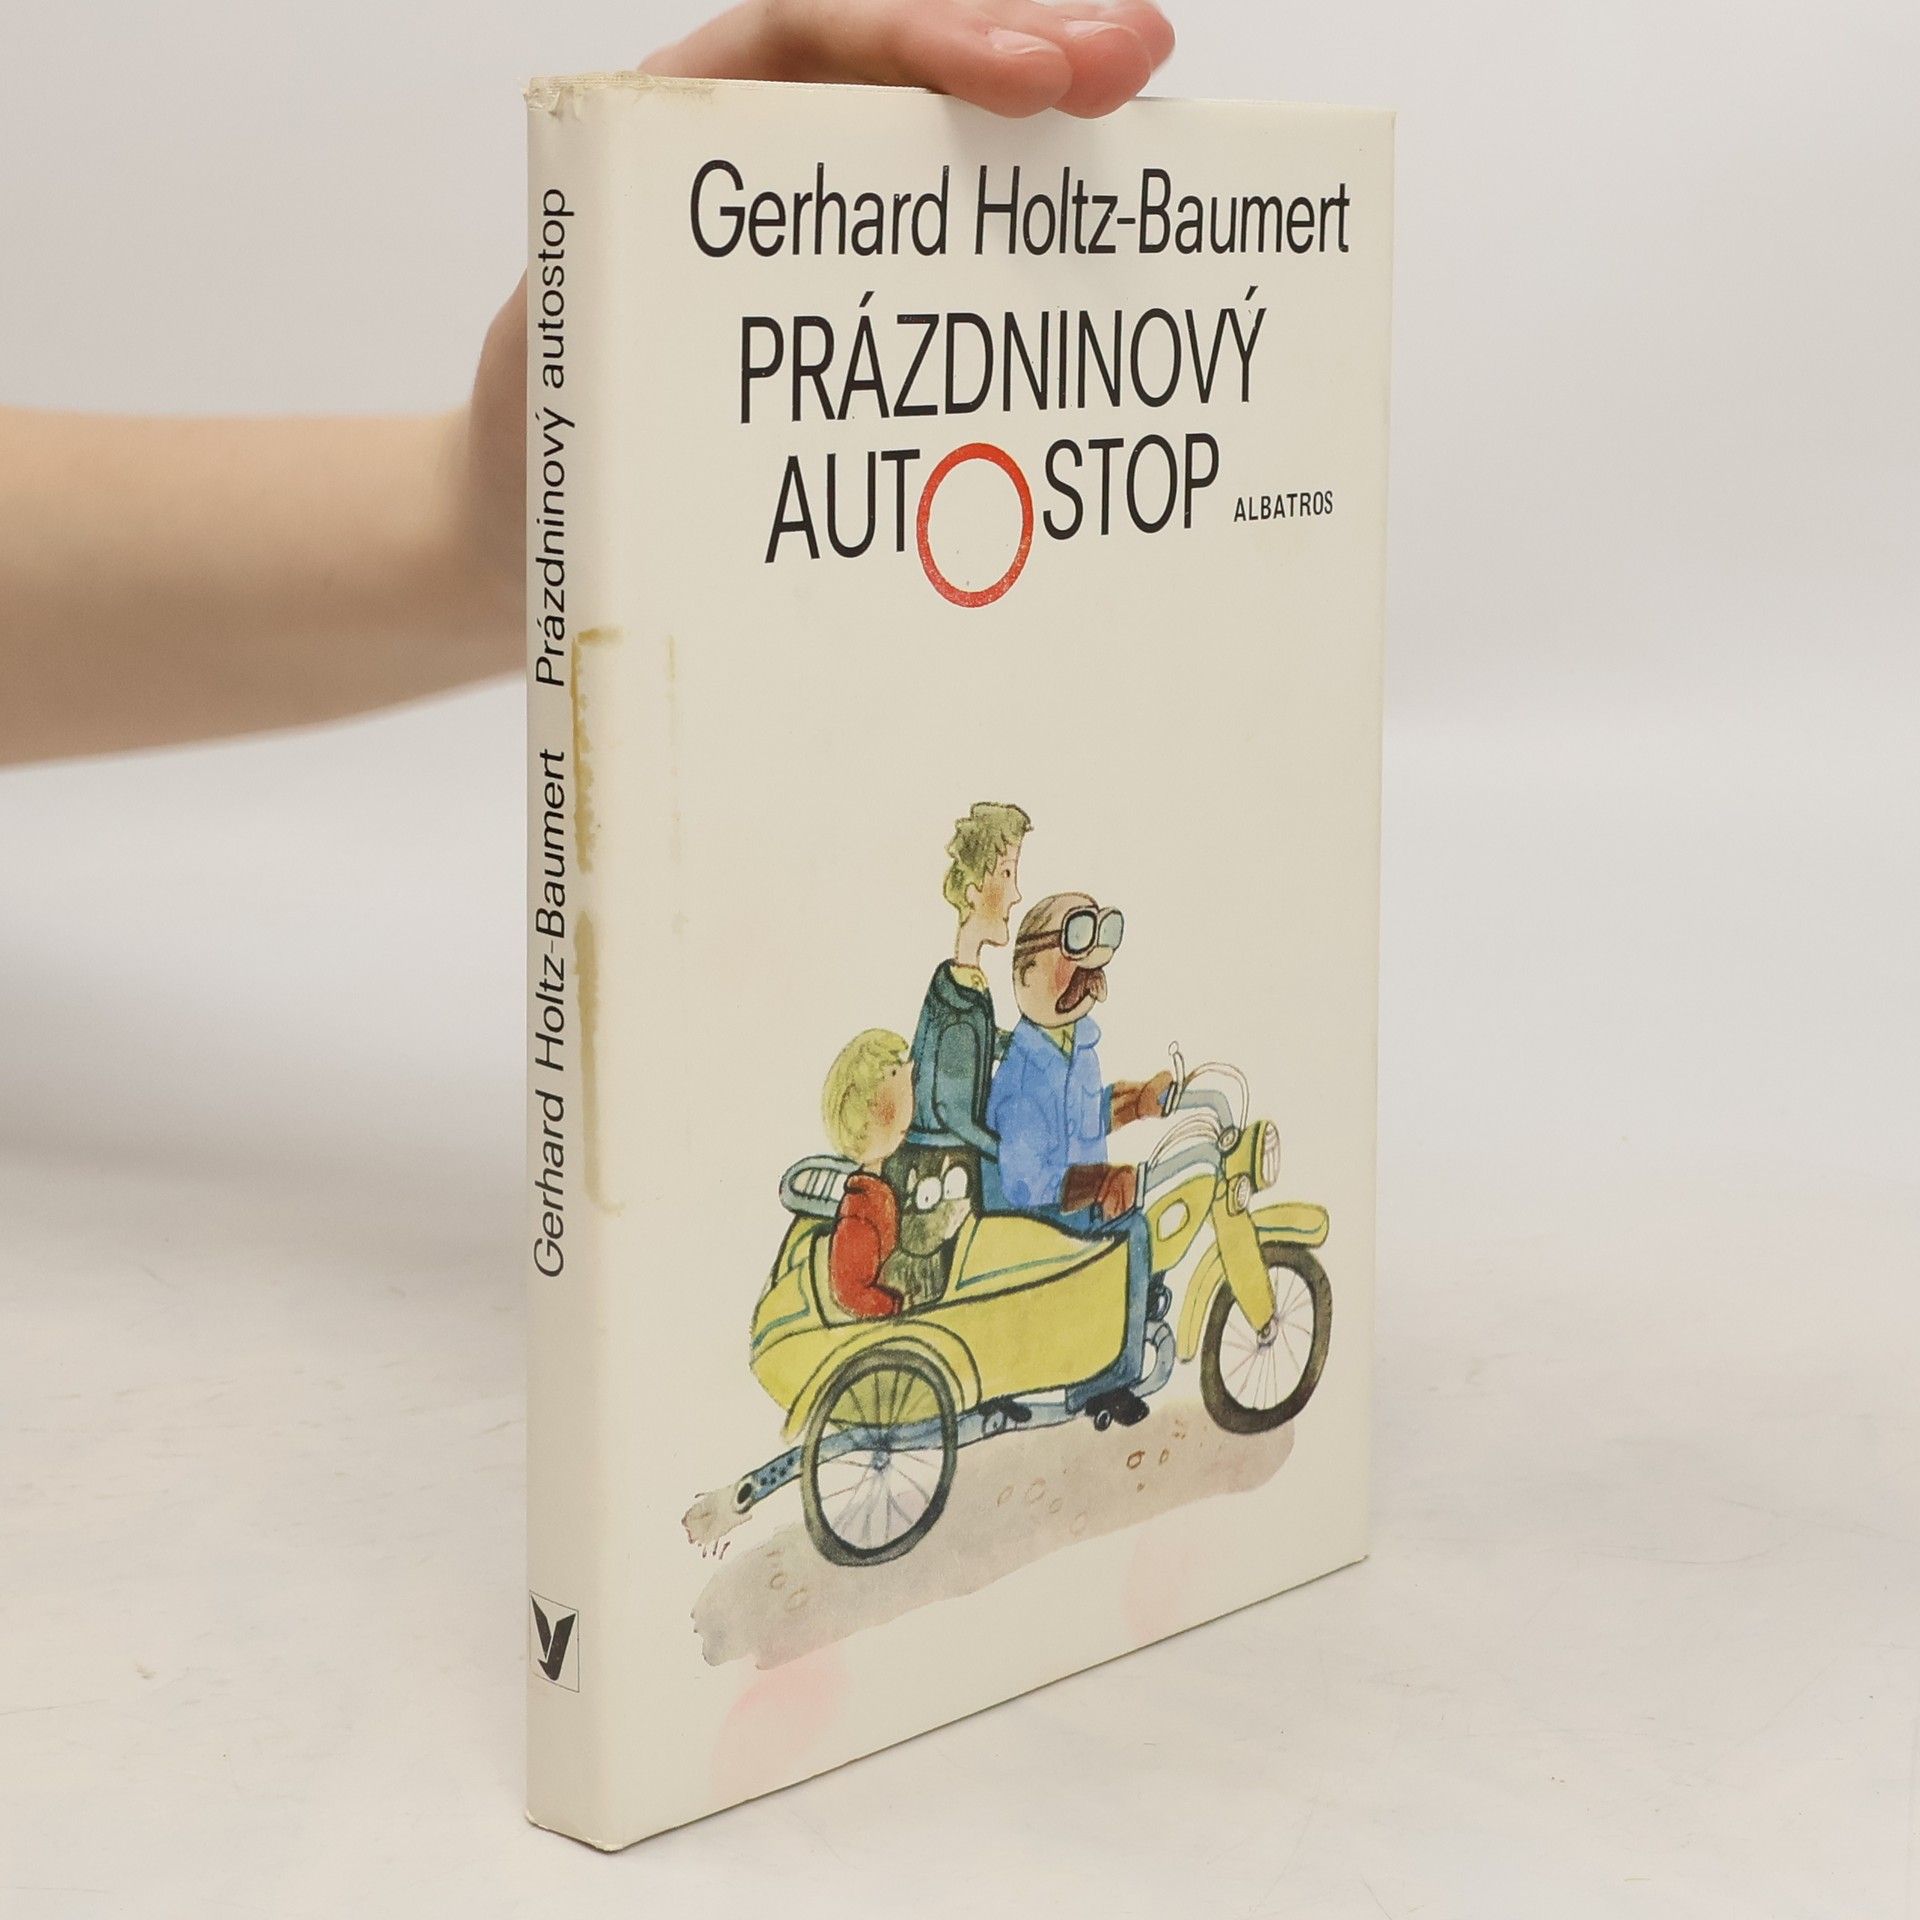 Gerhard Holtz-Baumert
PRÁZDNINOVÝ
AUTOSTOP
ALBATROS
Gerhard Holtz-Baumert Prázdninový autostop